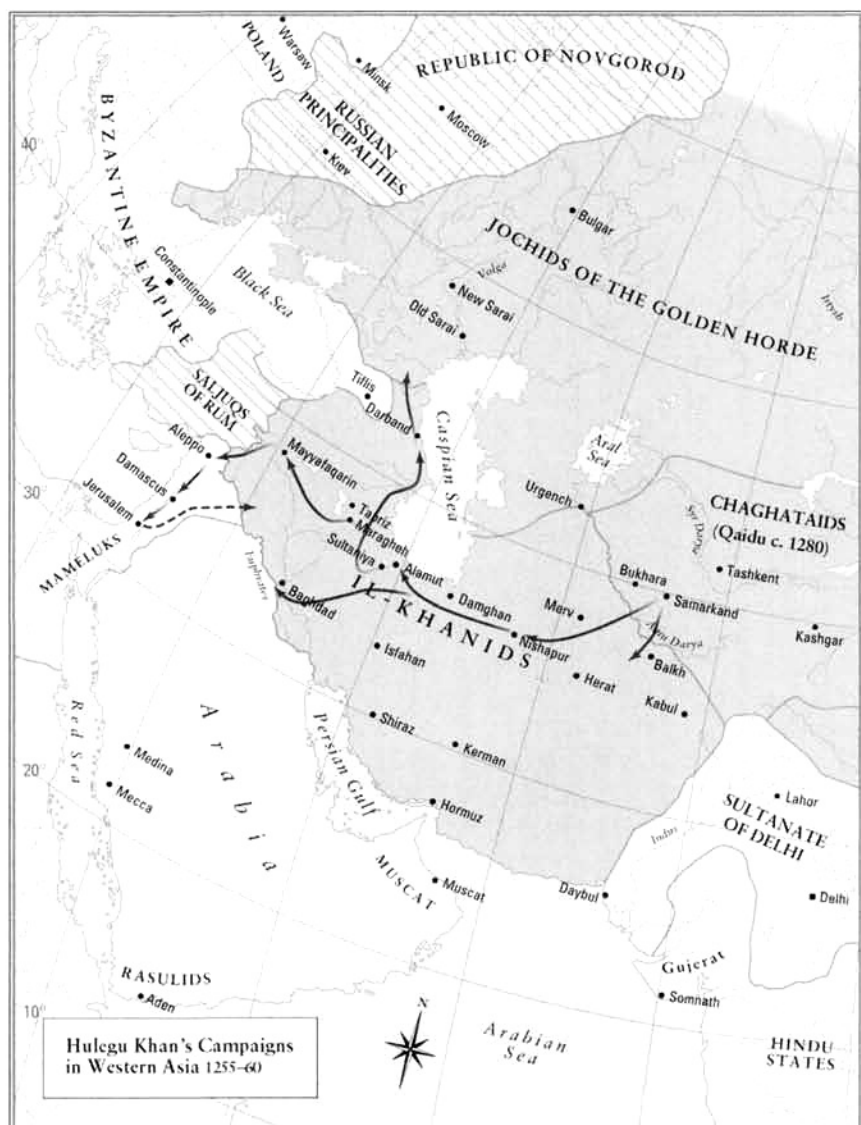 Warsaw
POLAND
Minsk
REPUBLIC OF NOVGOROD
RUSSIAN
PRINCIPALITIES
Moscow
Kiev
40°
BYZANTINE EMPIRE
Bulgar
JOCHIDS OF THE GOLDEN HORDE
Volga
New Sarai
Old Sarai
Constantinople
Black Sea
SALJUQS
OF RUM
Tiflis
Darband
Caspian Sea
Aral
Sea
Aleppo
Mayyafaqarin
Damascus
Jerusalem
30
Urgench
CHAGHATAIDS
(Qaidu c. 1280)
Syr Darya
Tabriz
Maragheh
Sultaniya
Alamut
MAMELUKS
Euphrates
Baghdad
IL-KHANIDS
Damghan
Merv
Bukhara
Samarkand
Tashkent
Amu Darya
Nishapur
Balkh
Kashgar
Isfahan
Herat
Kabul
Red Sea
Arabia
Persian Gulf
Shiraz
Kerman
20°
Medina
Mecca
Hormuz
Lahor
SULTANATE
OF DELHI
MUSCAT
Muscat
Daybul
Delhi
Gujerat
Somnath
RASULIDS
Aden
10°
N
Arabian
Sea
HINDU
STATES
Hulegu Khan's Campaigns
in Western Asia 1255–60